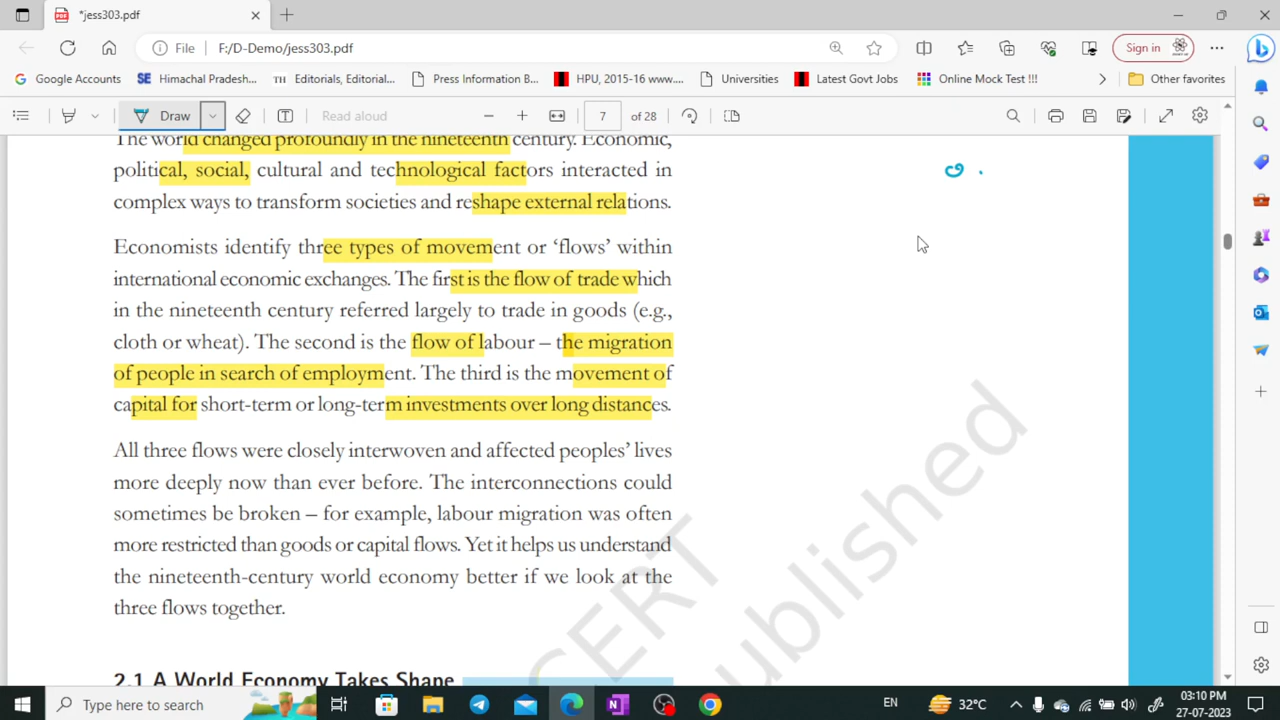 *jess303.pdf
File F:/D-Demo/jess303.pdf Sign in
Google Accounts SE Himachal Pradesh... TH Editorials, Editorial... Press Information B... HPU, 2015-16 www.... Universities Latest Govt Jobs Online Mock Test !!! Other favorites
Draw Read aloud 7 of 28
The world changed profoundly in the nineteenth century. Economic,
political, social, cultural and technological factors interacted in
complex ways to transform societies and reshape external relations.
Economists identify three types of movement or ‘flows’ within
international economic exchanges. The first is the flow of trade which
in the nineteenth century referred largely to trade in goods (e.g.,
cloth or wheat). The second is the flow of labour – the migration
of people in search of employment. The third is the movement of
capital for short-term or long-term investments over long distances.
All three flows were closely interwoven and affected peoples’ lives
more deeply now than ever before. The interconnections could
sometimes be broken – for example, labour migration was often
more restricted than goods or capital flows. Yet it helps us understand
the nineteenth-century world economy better if we look at the
three flows together.
2.1 A World Economy Takes Shape
CERT
ublished
Type here to search EN 32°C 03:10 PM
27-07-2023